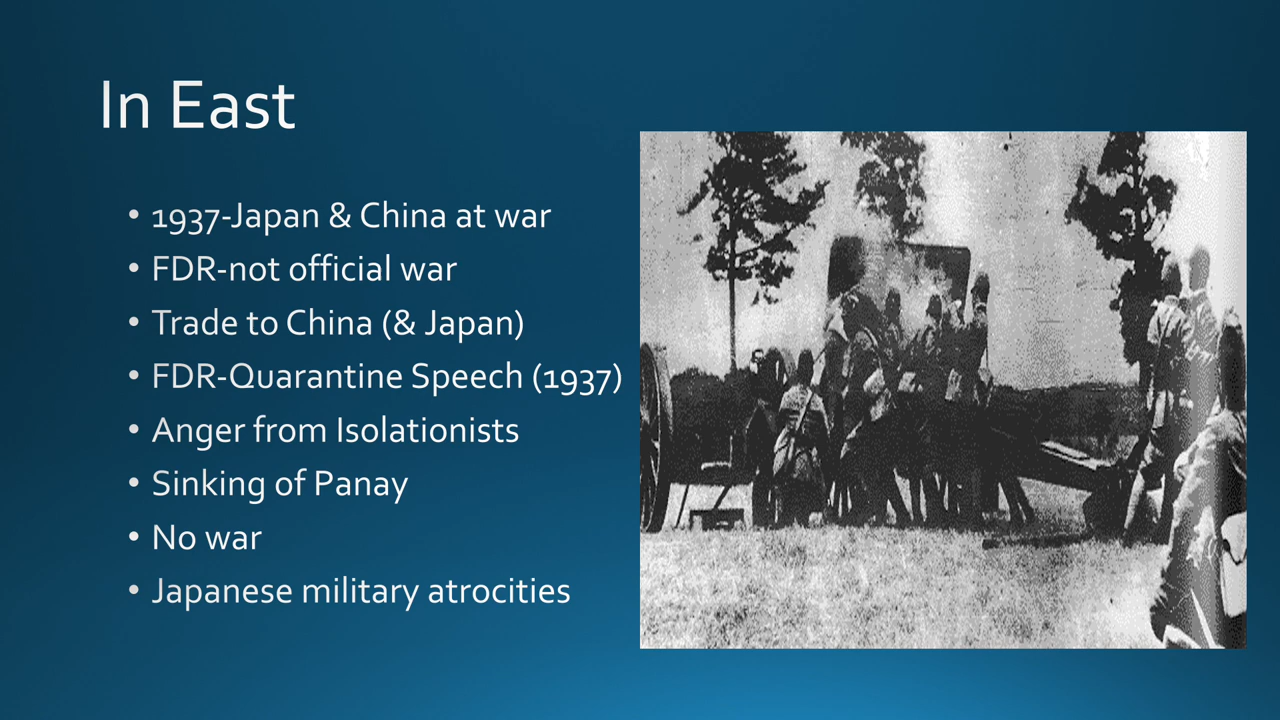 In East
• 1937-Japan & China at war
• FDR-not official war
• Trade to China (& Japan)
• FDR-Quarantine Speech (1937)
• Anger from Isolationists
• Sinking of Panay
• No war
• Japanese military atrocities